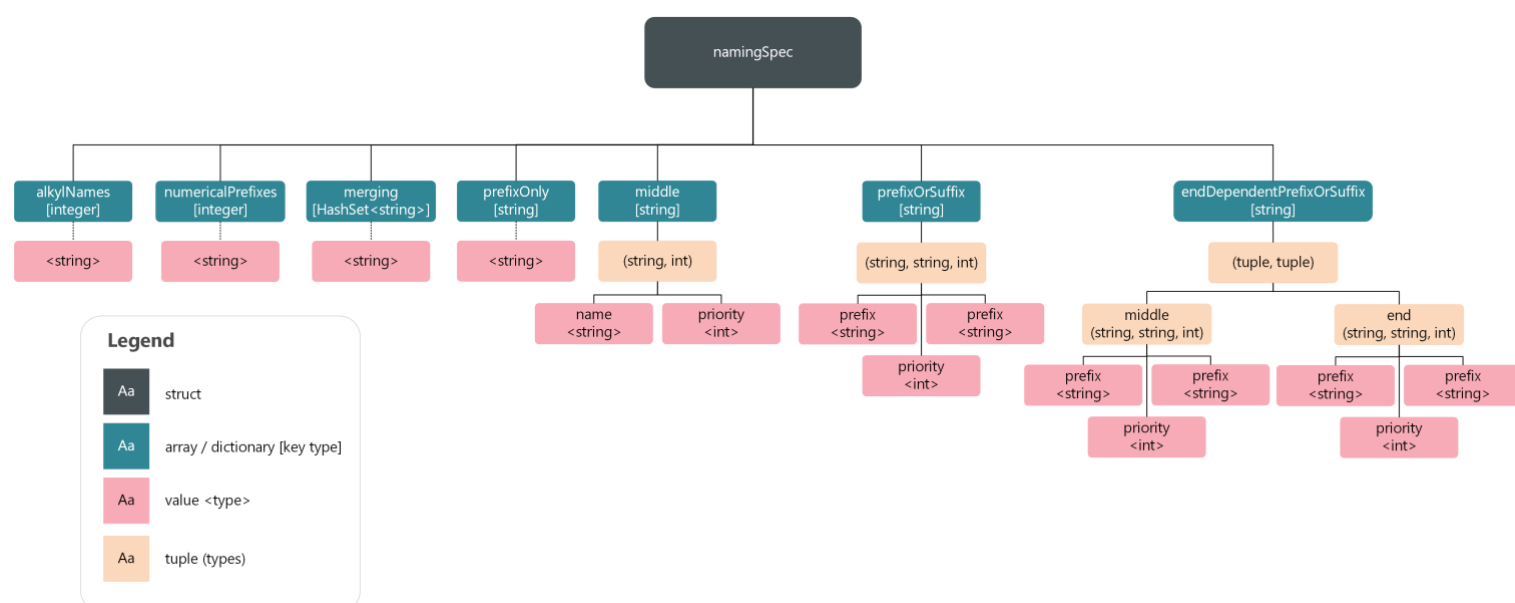 namingSpec
alkylNames
[integer]
numericalPrefixes
[integer]
merging
[HashSet<string>]
prefixOnly
[string]
middle
[string]
prefixOrSuffix
[string]
endDependentPrefixOrSuffix
[string]
<string>
<string>
<string>
<string>
(string, int)
(string, string, int)
(tuple, tuple)
name
<string>
priority
<int>
prefix
<string>
prefix
<string>
priority
<int>
middle
(string, string, int)
end
(string, string, int)
prefix
<string>
prefix
<string>
priority
<int>
prefix
<string>
prefix
<string>
priority
<int>
Legend
Aa struct
Aa array / dictionary [key type]
Aa value <type>
Aa tuple (types)